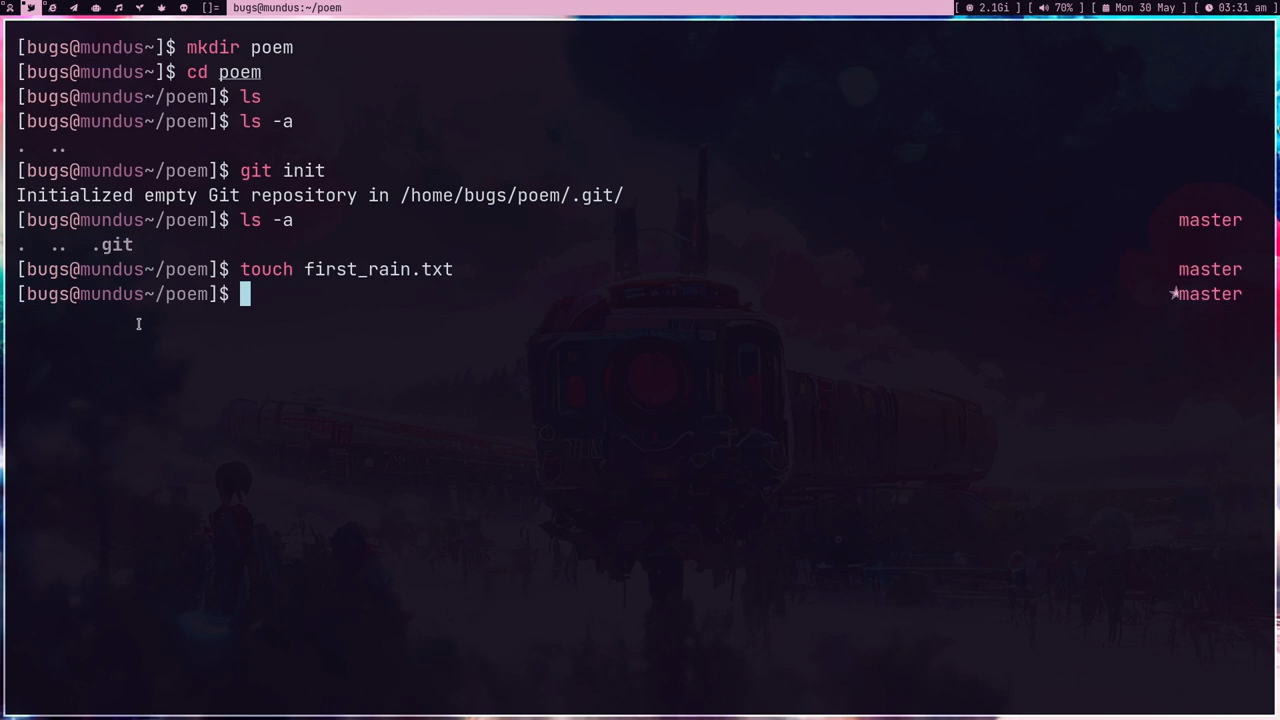 []= bugs@mundus:~/poem [ 2.1Gi ] [ 70% ] [ Mon 30 May ] [ 03:31 am ]
[bugs@mundus~]$ mkdir poem
[bugs@mundus~]$ cd poem
[bugs@mundus~/poem]$ ls
[bugs@mundus~/poem]$ ls -a
. ..
[bugs@mundus~/poem]$ git init
Initialized empty Git repository in /home/bugs/poem/.git/
[bugs@mundus~/poem]$ ls -a master
. .. .git
[bugs@mundus~/poem]$ touch first_rain.txt master
[bugs@mundus~/poem]$ ★master